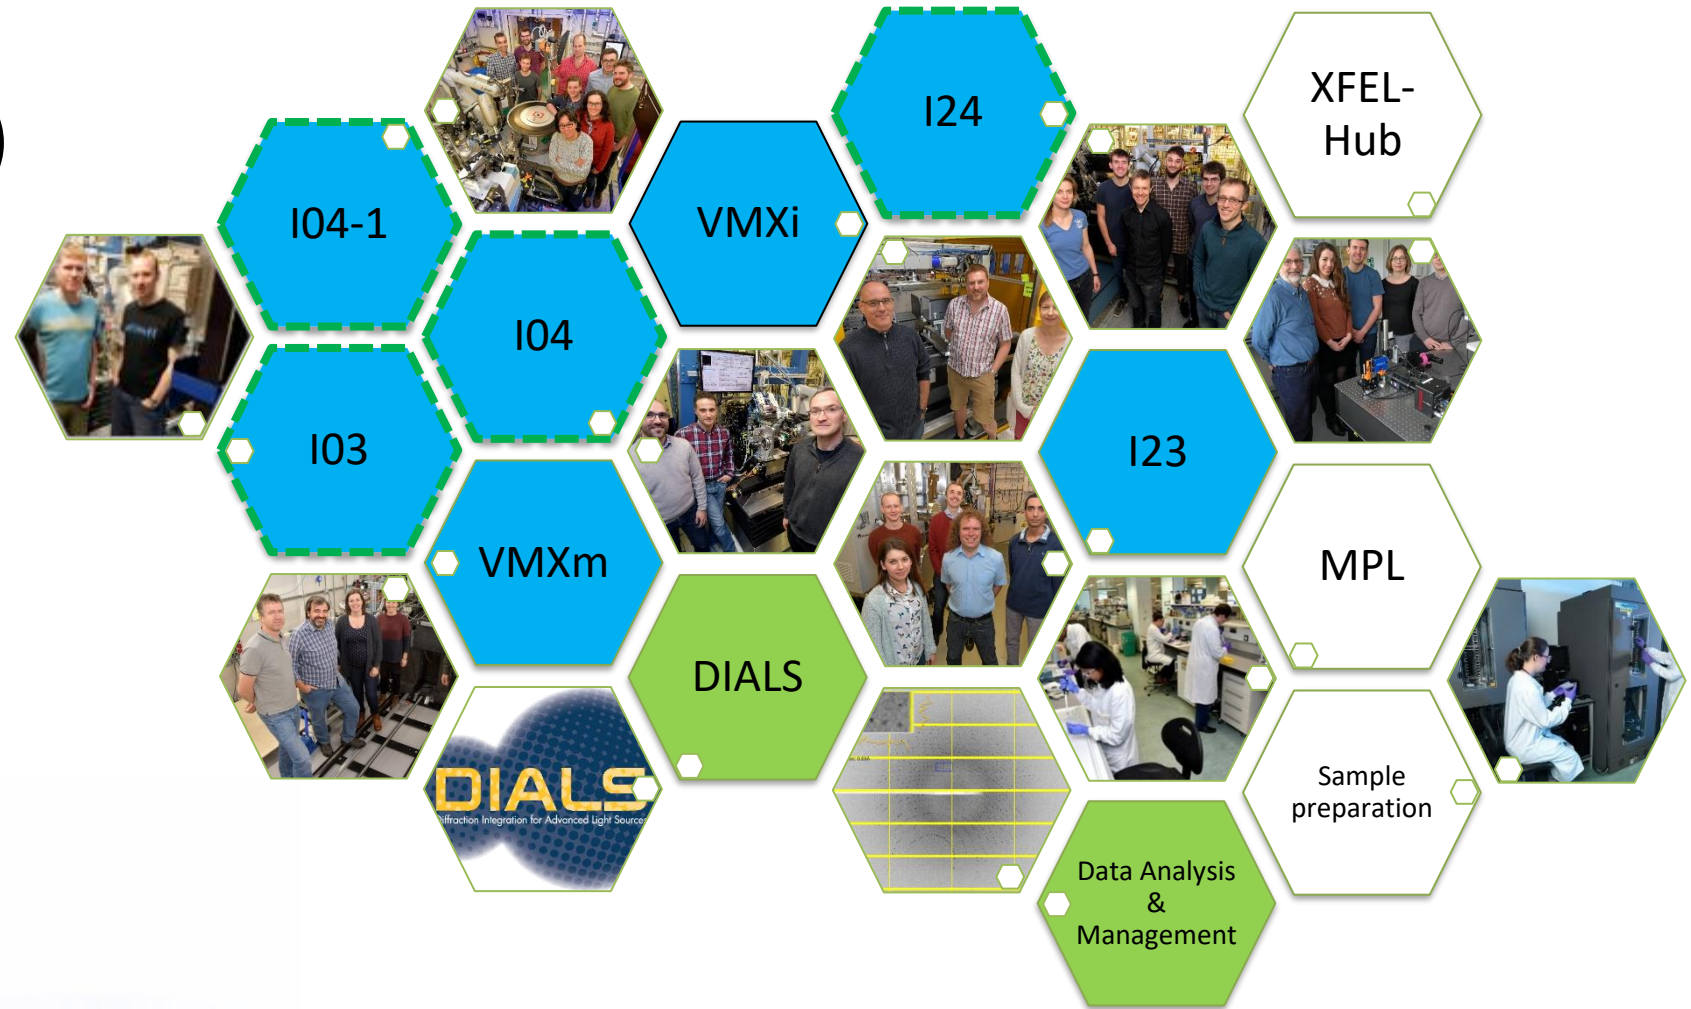 I24
XFEL-
Hub
I04-1
VMXi
I04
I03
I23
VMXm
MPL
DIALS
DIALS
Diffraction Integration for Advanced Light Sources
Sample
preparation
Data Analysis
&
Management